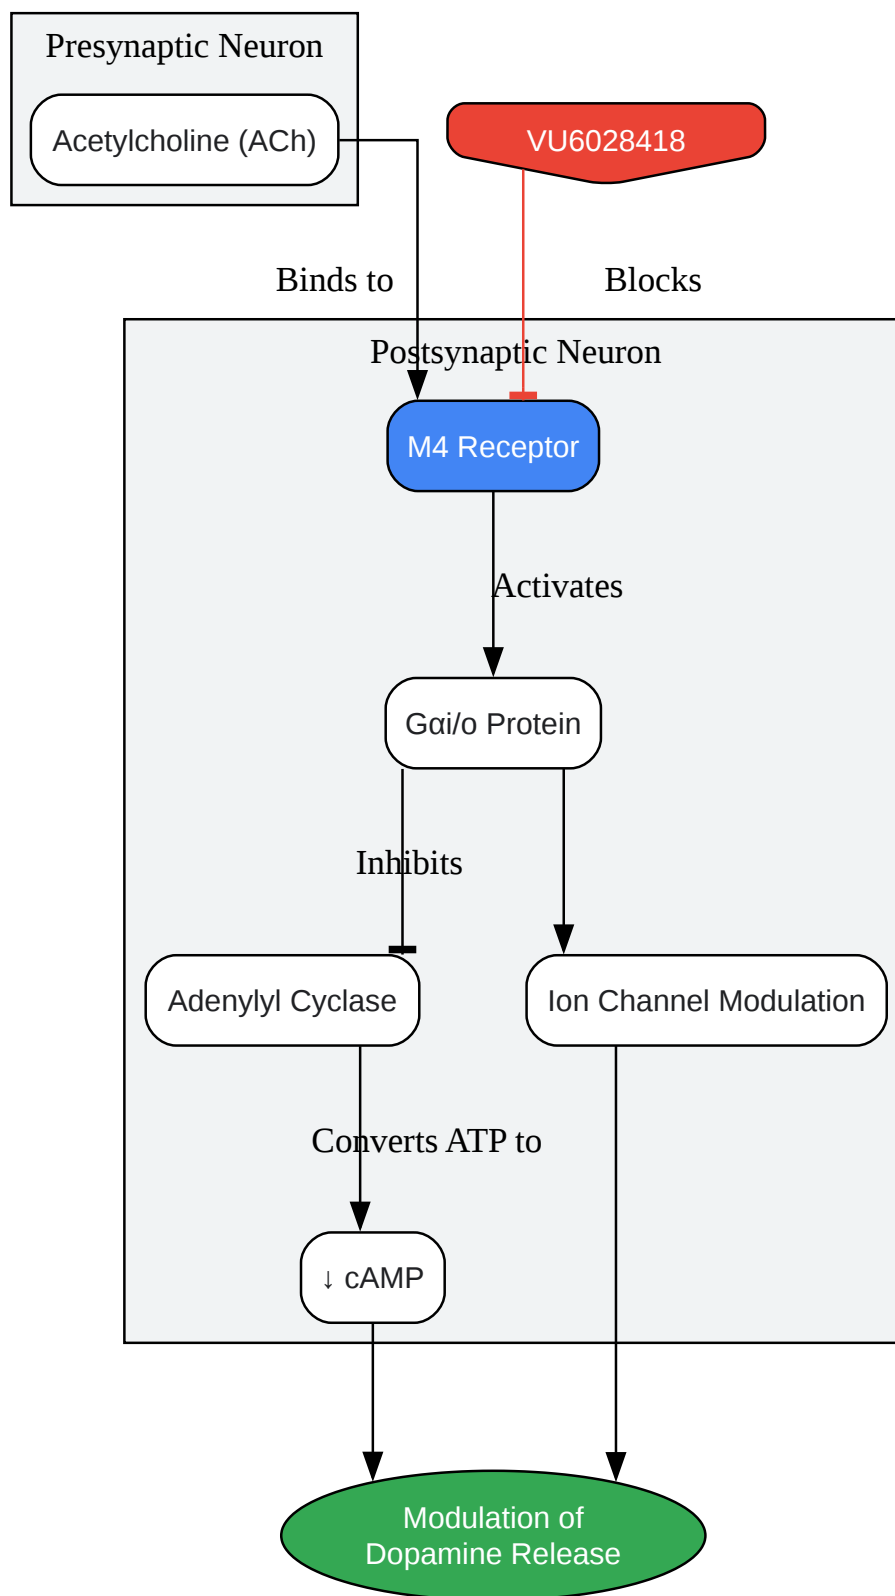 Presynaptic Neuron
Acetylcholine (ACh)
VU6028418
Binds to
Blocks
Postsynaptic Neuron
M4 Receptor
Activates
Gαi/o Protein
Inhibits
Adenylyl Cyclase
Ion Channel Modulation
Converts ATP to
↓ cAMP
Modulation of
Dopamine Release